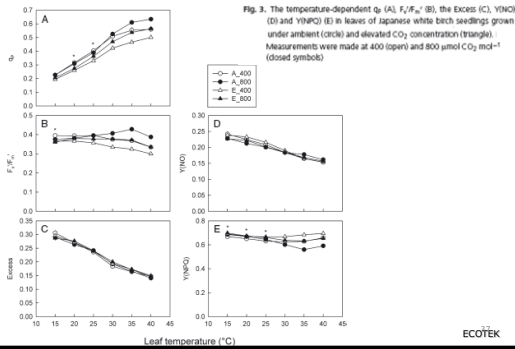 Fig. 3. The temperature-dependent qP (A), Fv'/Fm' (B), the Excess (C), Y(NO)
(D) and Y(NPQ) (E) in leaves of Japanese white birch seedlings grown
under ambient (circle) and elevated CO2 concentration (triangle).
Measurements were made at 400 (open) and 800 μmol CO2 mol−1
(closed symbols)
A
0.7
0.6
0.5
0.4
0.3
0.2
0.1
0.0
qP
*
*
A_400
A_800
E_400
E_800
B
0.5
0.4
0.3
0.2
0.1
0.0
Fv'/Fm'
*
D
0.30
0.25
0.20
0.15
0.10
0.05
0.00
Y(NO)
C
0.35
0.30
0.25
0.20
0.15
0.10
0.05
0.00
Excess
10 15 20 25 30 35 40 45
E
0.8
0.6
0.4
0.2
0.0
Y(NPQ)
* * *
10 15 20 25 30 35 40 45
Leaf temperature (°C)
27
ECOTEK